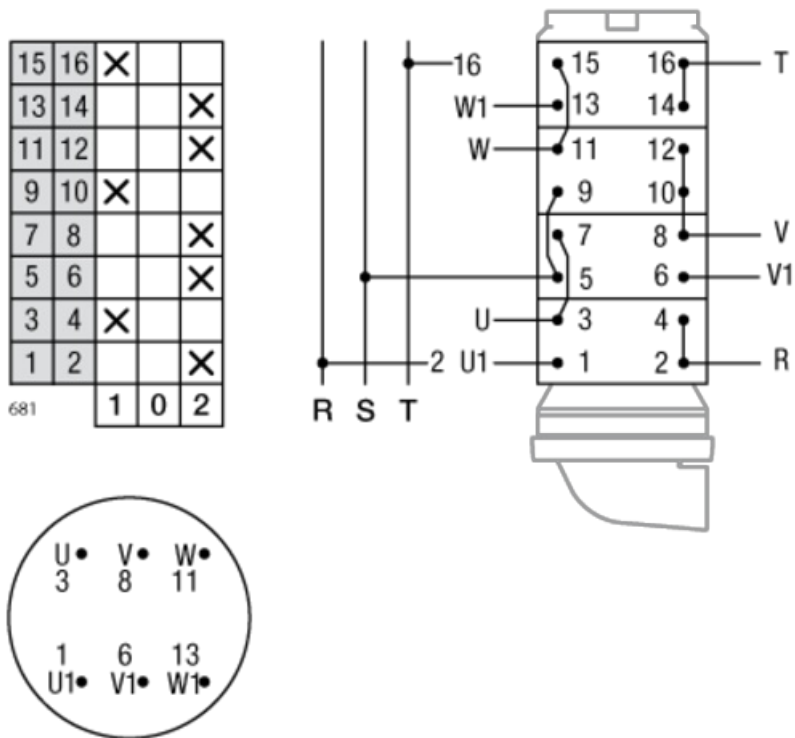 15 16 X
13 14 X
11 12 X
9 10 X
7 8 X
5 6 X
3 4 X
1 2 X
681 1 0 2
R S T
16
2
W1
W
U
U1
15 16
13 14
11 12
9 10
7 8
5 6
3 4
1 2
T
V
V1
R
U V W
3 8 11
1 6 13
U1 V1 W1